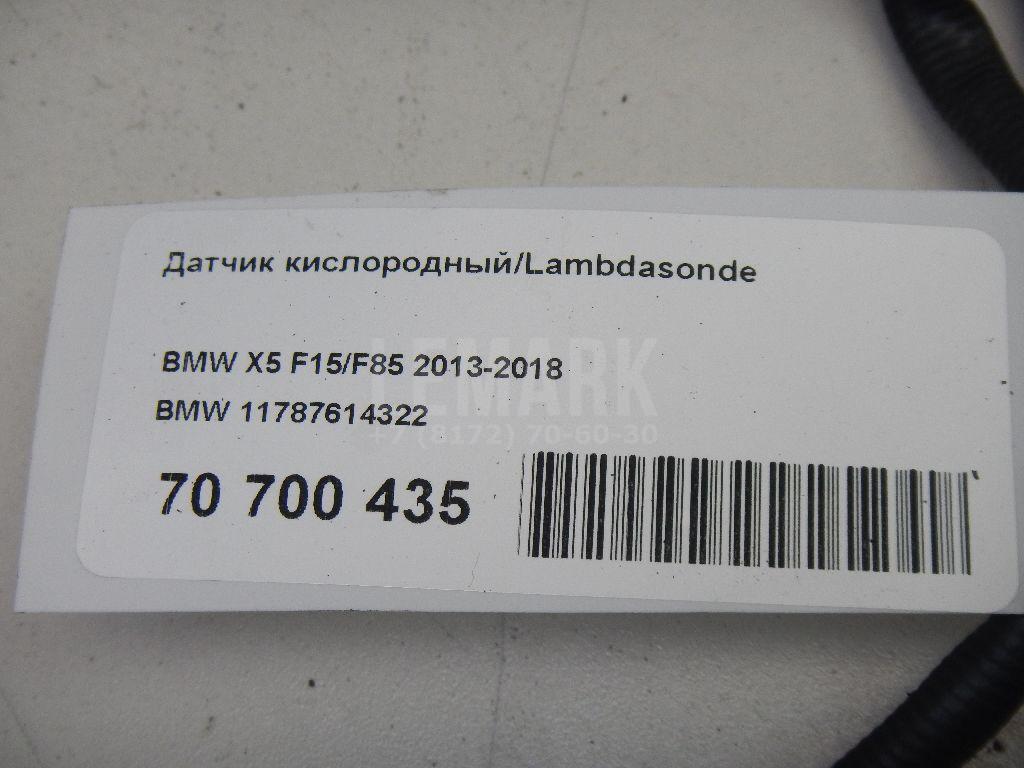 Датчик кислородный/Lambdasonde
BMW X5 F15/F85 2013-2018
LEMARK
BMW 11787614322
+7 (8172) 70-60-30
70 700 435